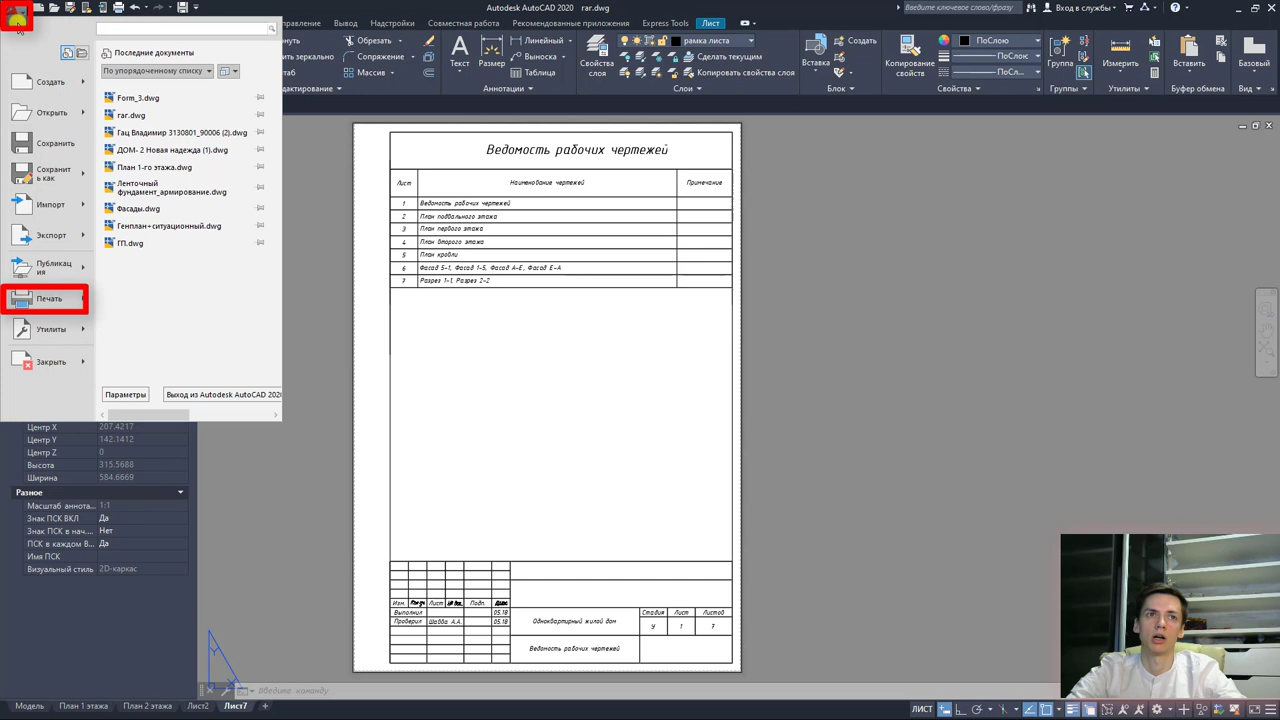 Autodesk AutoCAD 2020 rar.dwg
Введите ключевое слово/фразу
Вход в службы
Вывод Надстройки Совместная работа Рекомендованные приложения Express Tools Лист
Обрезать
Сопряжение
Массив
Текст
Размер
Линейный
Выноска
Таблица
Аннотации
Свойства слоя
рамка листа
Сделать текущим
Копировать свойства слоя
Слои
Вставка
Создать
Блок
Копирование свойств
ПоСлою
ПоСлою
ПоСл...
Свойства
Группа
Группы
Измерить
Утилиты
Вставить
Буфер обмена
Базовый
Вид
Последние документы
По упорядоченному списку
Создать
Открыть
Сохранить
Сохранить как
Импорт
Экспорт
Публикация
Печать
Утилиты
Закрыть
Form_3.dwg
rar.dwg
Гац Владимир 3130801_90006 (2).dwg
ДОМ- 2 Новая надежда (1).dwg
План 1-го этажа.dwg
Ленточный
фундамент_армирование.dwg
Фасады.dwg
Генплан+ситуационный.dwg
ГП.dwg
Параметры
Выход из Autodesk AutoCAD 2020
Центр X 207.4217
Центр Y 142.1412
Центр Z 0
Высота 315.5688
Ширина 584.6669
Разное
Масштаб аннота... 1:1
Знак ПСК ВКЛ Да
Знак ПСК в нач.... Нет
ПСК в каждом В... Да
Имя ПСК
Визуальный стиль 2D-каркас
Ведомость рабочих чертежей
Лист Наименование чертежей Примечание
1 Ведомость рабочих чертежей
2 План подвального этажа
3 План первого этажа
4 План второго этажа
5 План кровли
6 Фасад 5-1, Фасад 1-5, Фасад А-Е, Фасад Е-А
7 Разрез 1-1, Разрез 2-2
Изм. Кол.уч Лист № док. Подп. Дата
Выполнил 05.18
Проверил Шабда А.А. 05.18
Одноквартирный жилой дом
Стадия Лист Листов
У 1 7
Ведомость рабочих чертежей
Введите команду
Модель План 1 этажа План 2 этажа Лист2 Лист7 +
ЛИСТ